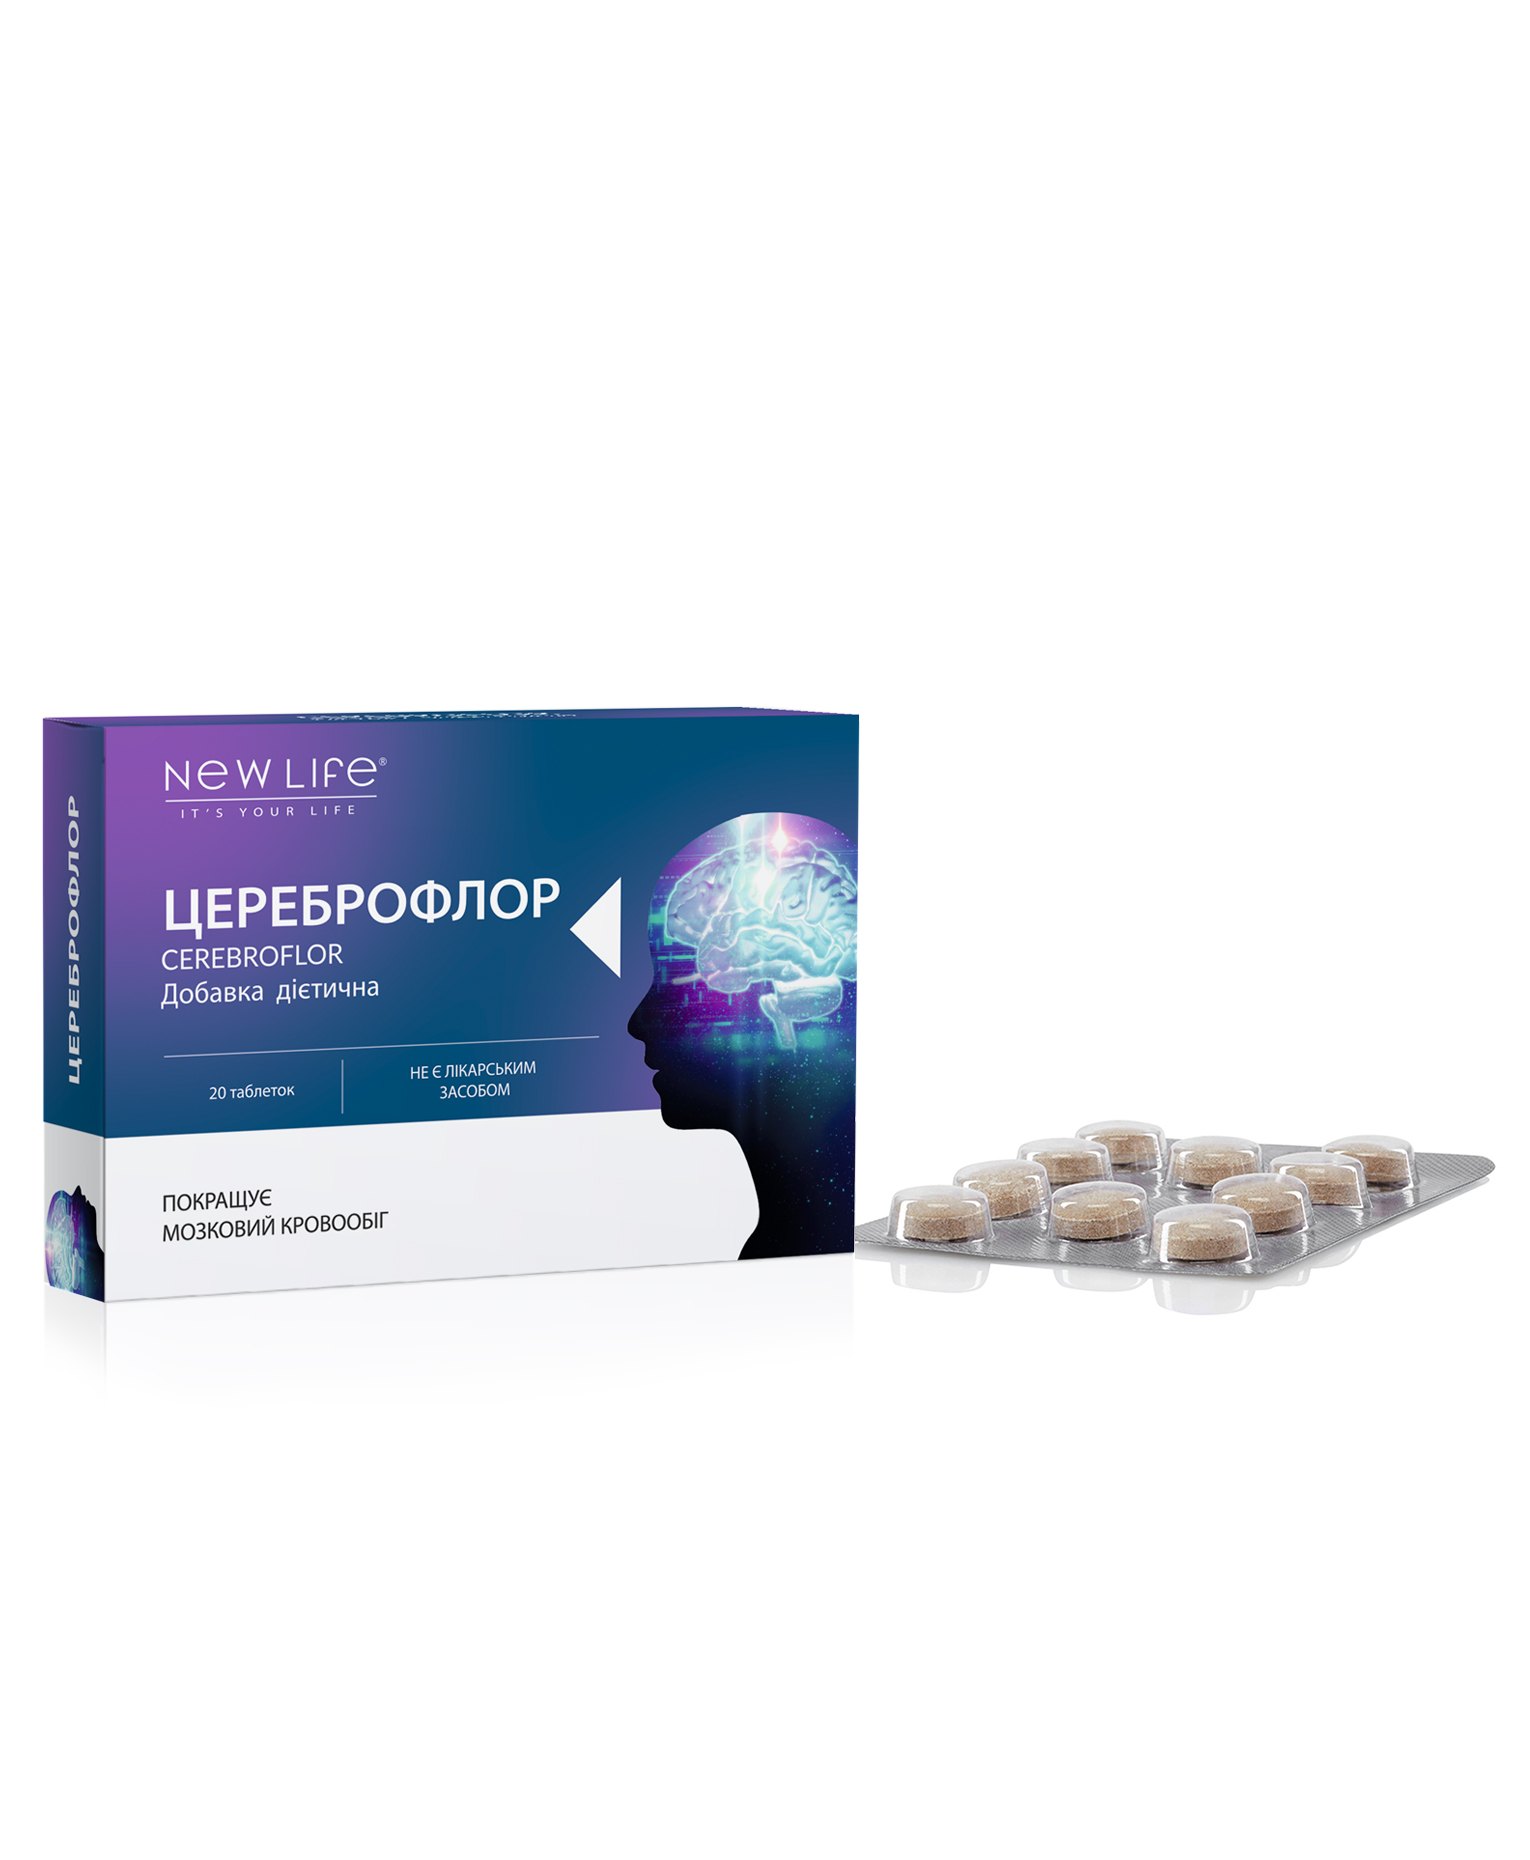 NEW LIFE®
IT'S YOUR LIFE
ЦЕРЕБРОФЛОР
CEREBROFLOR
Добавка дієтична
20 таблеток
НЕ Є ЛІКАРСЬКИМ
ЗАСОБОМ
ПОКРАЩУЄ
МОЗКОВИЙ КРОВООБІГ
ЦЕРЕБРОФЛОР